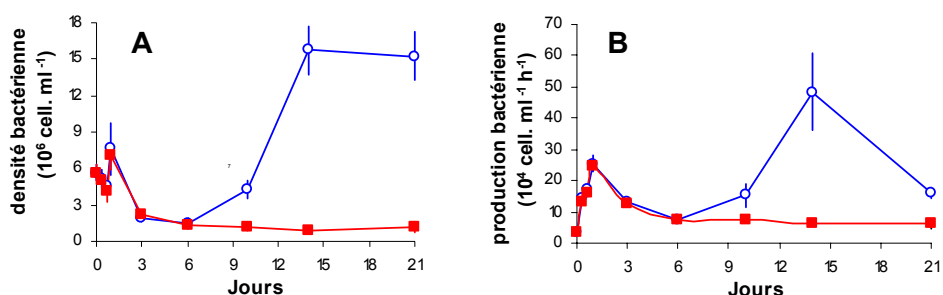 A
densité bactérienne
(10⁶ cell. ml⁻¹)
18
15
12
9
6
3
0
7
0 3 6 9 12 15 18 21
Jours
B
production bactérienne
(10⁴ cell. ml⁻¹ h⁻¹)
70
60
50
40
30
20
10
0
0 3 6 9 12 15 18 21
Jours